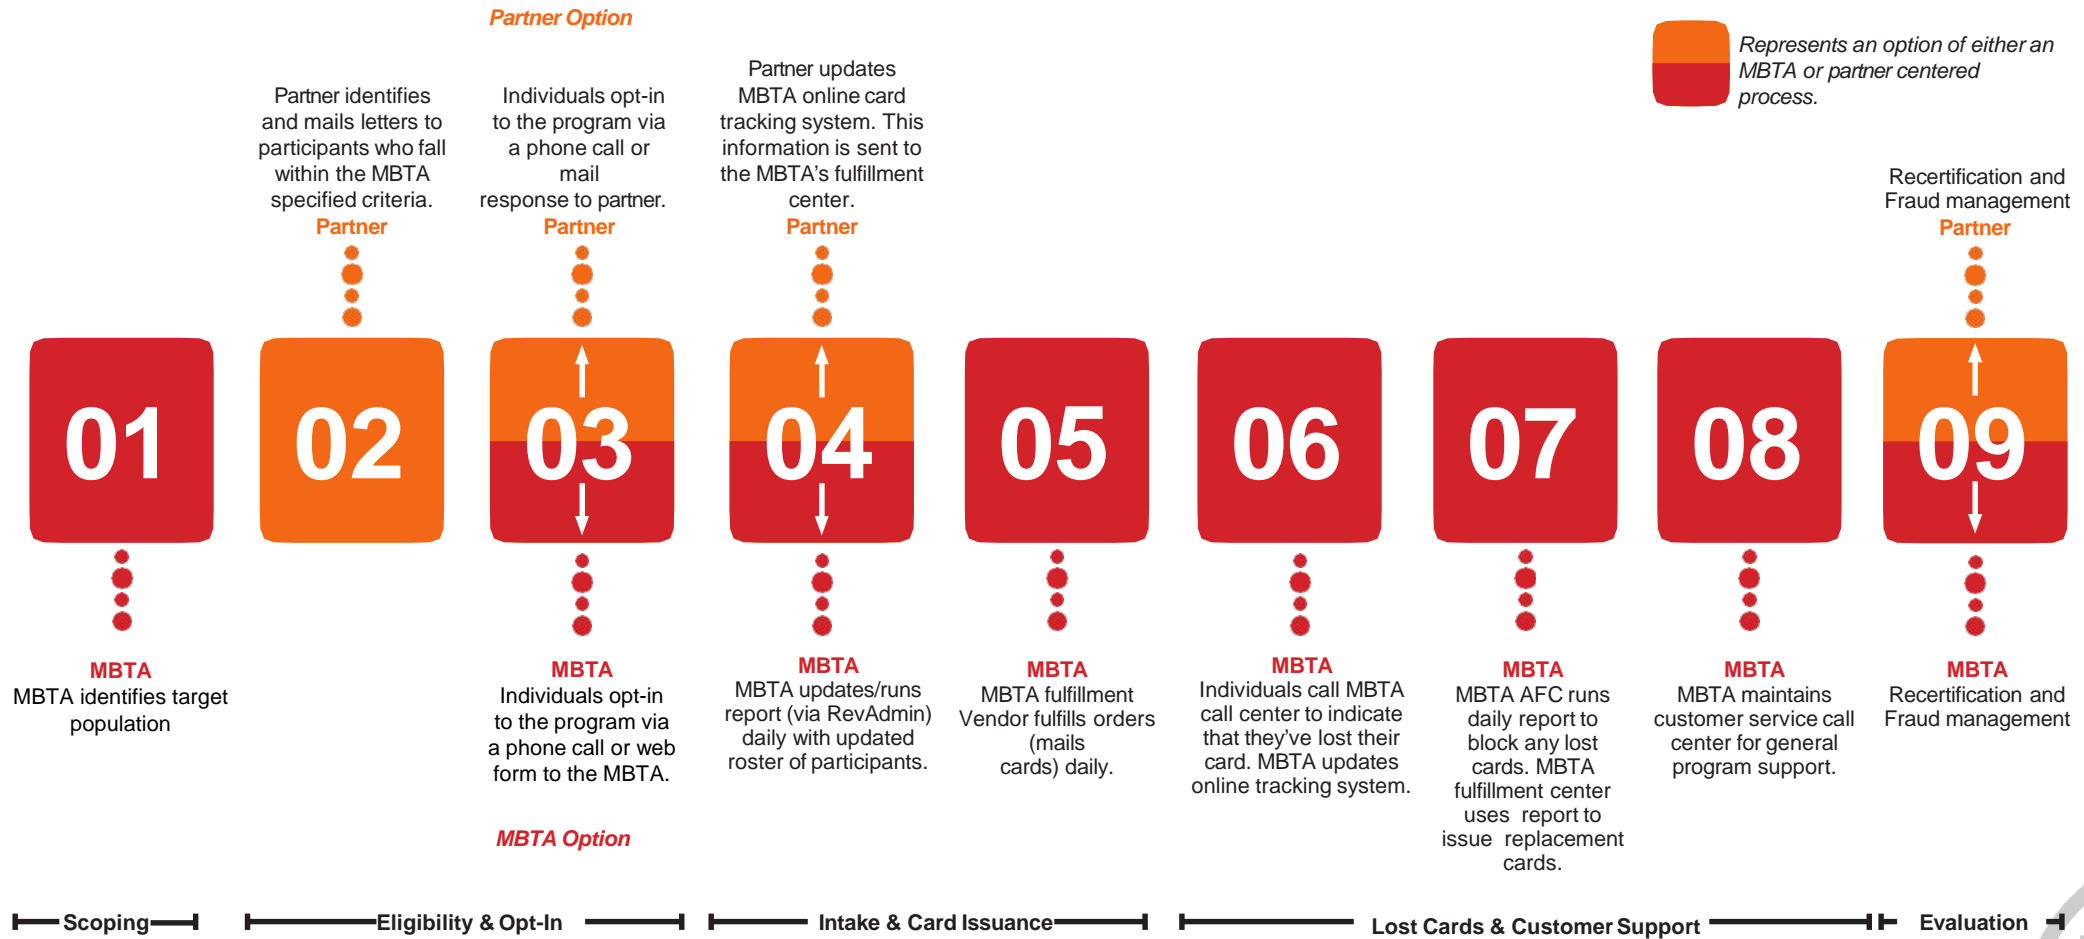 Partner Option
Represents an option of either an
MBTA or partner centered
process.
Partner identifies
and mails letters to
participants who fall
within the MBTA
specified criteria.
Partner
Individuals opt-in
to the program via
a phone call or
mail
response to partner.
Partner
Partner updates
MBTA online card
tracking system. This
information is sent to
the MBTA's fulfillment
center.
Partner
Recertification and
Fraud management
Partner
01
02
03
04
05
06
07
08
09
MBTA
MBTA identifies target
population
MBTA
Individuals opt-in
to the program via
a phone call or web
form to the MBTA.
MBTA
MBTA updates/runs
report (via RevAdmin)
daily with updated
roster of participants.
MBTA
MBTA fulfillment
Vendor fulfills orders
(mails
cards) daily.
MBTA
Individuals call MBTA
call center to indicate
that they've lost their
card. MBTA updates
online tracking system.
MBTA
MBTA AFC runs
daily report to
block any lost
cards. MBTA
fulfillment center
uses report to
issue replacement
cards.
MBTA
MBTA maintains
customer service call
center for general
program support.
MBTA
Recertification and
Fraud management
MBTA Option
Scoping
Eligibility & Opt-In
Intake & Card Issuance
Lost Cards & Customer Support
Evaluation